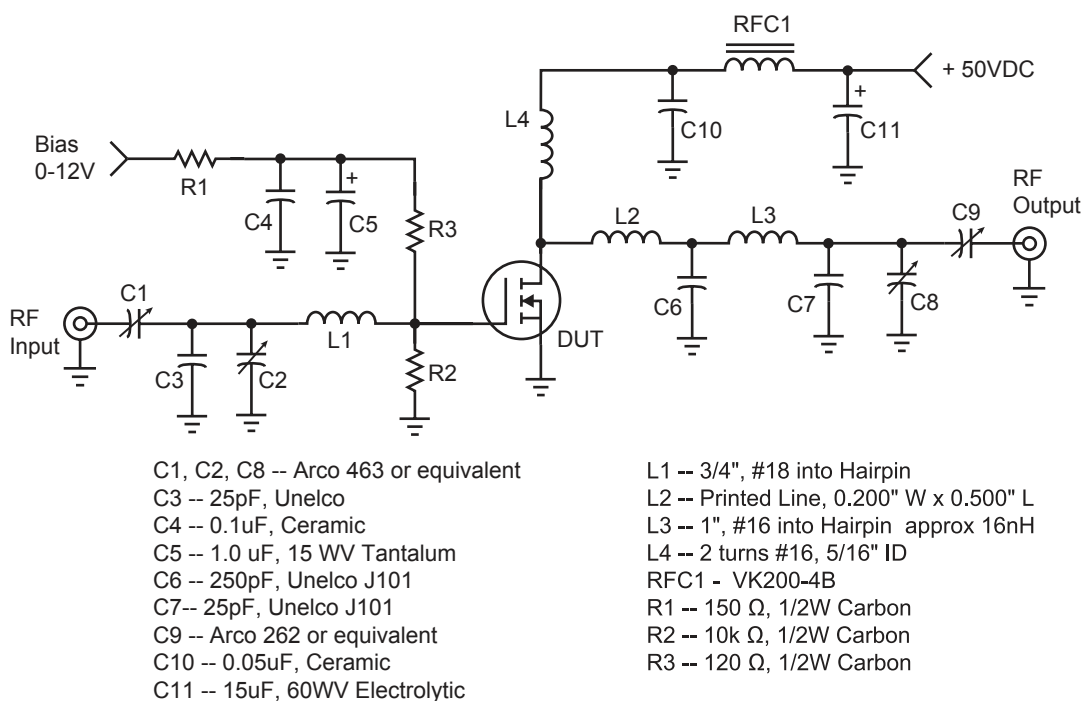 RFC1
+ 50VDC
L4
C10
+
C11
Bias
0-12V
R1
C4
+
C5
R3
L2
L3
C9
RF
Output
C6
C7
C8
DUT
RF
Input
C1
L1
C3
C2
R2
C1, C2, C8 -- Arco 463 or equivalent
C3 -- 25pF, Unelco
C4 -- 0.1uF, Ceramic
C5 -- 1.0 uF, 15 WV Tantalum
C6 -- 250pF, Unelco J101
C7-- 25pF, Unelco J101
C9 -- Arco 262 or equivalent
C10 -- 0.05uF, Ceramic
C11 -- 15uF, 60WV Electrolytic
L1 -- 3/4", #18 into Hairpin
L2 -- Printed Line, 0.200" W x 0.500" L
L3 -- 1", #16 into Hairpin approx 16nH
L4 -- 2 turns #16, 5/16" ID
RFC1 - VK200-4B
R1 -- 150 Ω, 1/2W Carbon
R2 -- 10k Ω, 1/2W Carbon
R3 -- 120 Ω, 1/2W Carbon